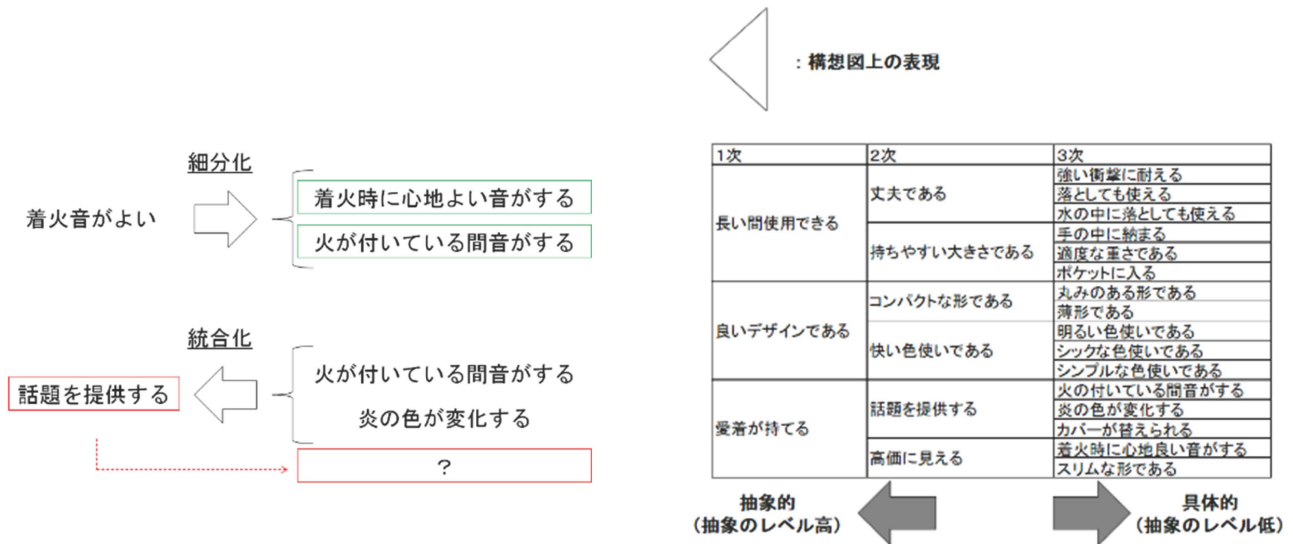 細分化
着火音がよい
着火時に心地よい音がする
火が付いている間音がする
統合化
話題を提供する
火が付いている間音がする
炎の色が変化する
?
:構想図上の表現
1次 2次 3次
長い間使用できる
丈夫である
強い衝撃に耐える
落としても使える
水の中に落としても使える
持ちやすい大きさである
手の中に納まる
適度な重さである
ポケットに入る
良いデザインである
コンパクトな形である
丸みのある形である
薄形である
快い色使いである
明るい色使いである
シックな色使いである
シンプルな色使いである
愛着が持てる
話題を提供する
火の付いている間音がする
炎の色が変化する
カバーが替えられる
高価に見える
着火時に心地良い音がする
スリムな形である
抽象的
(抽象のレベル高)
具体的
(抽象のレベル低)